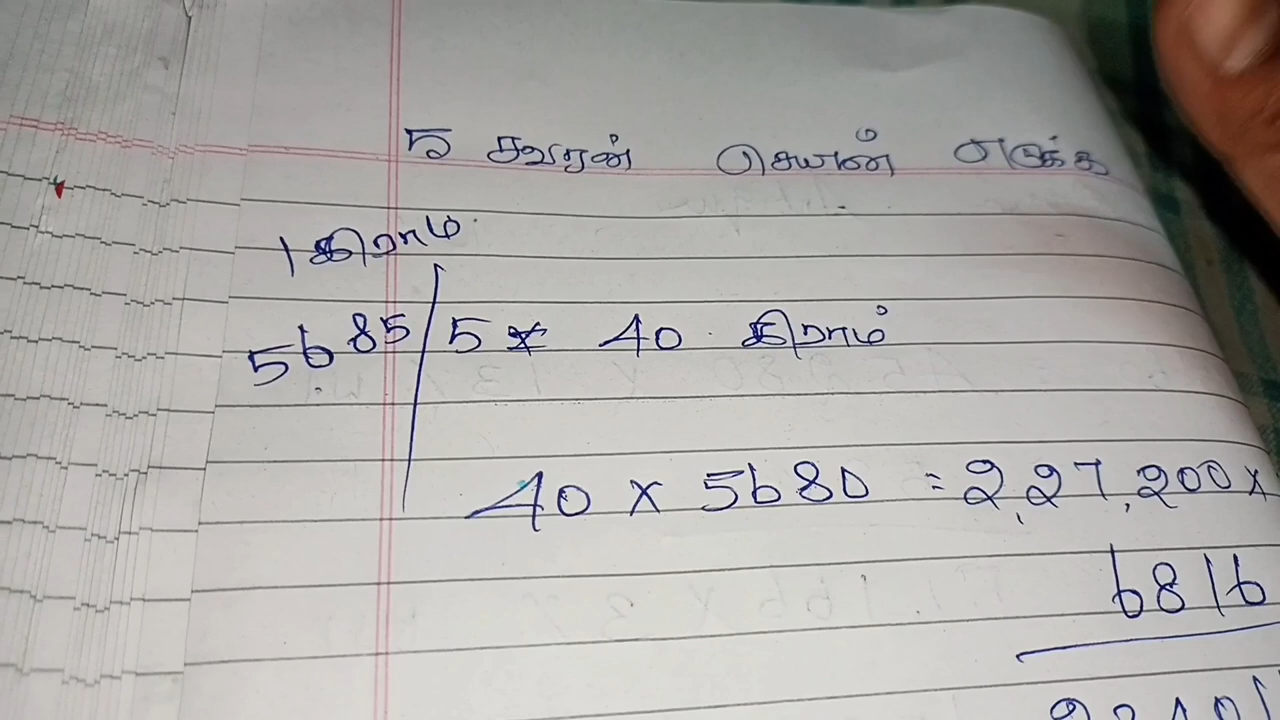 5 சவரன் செயின் எடுக்க
1 கிராம்
5685 5 * 40 கிராம்
40 x 5680 = 2,27,200 x
6816